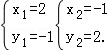 {x₁=2 {x₂=-1
{y₁=-1 {y₂=2.